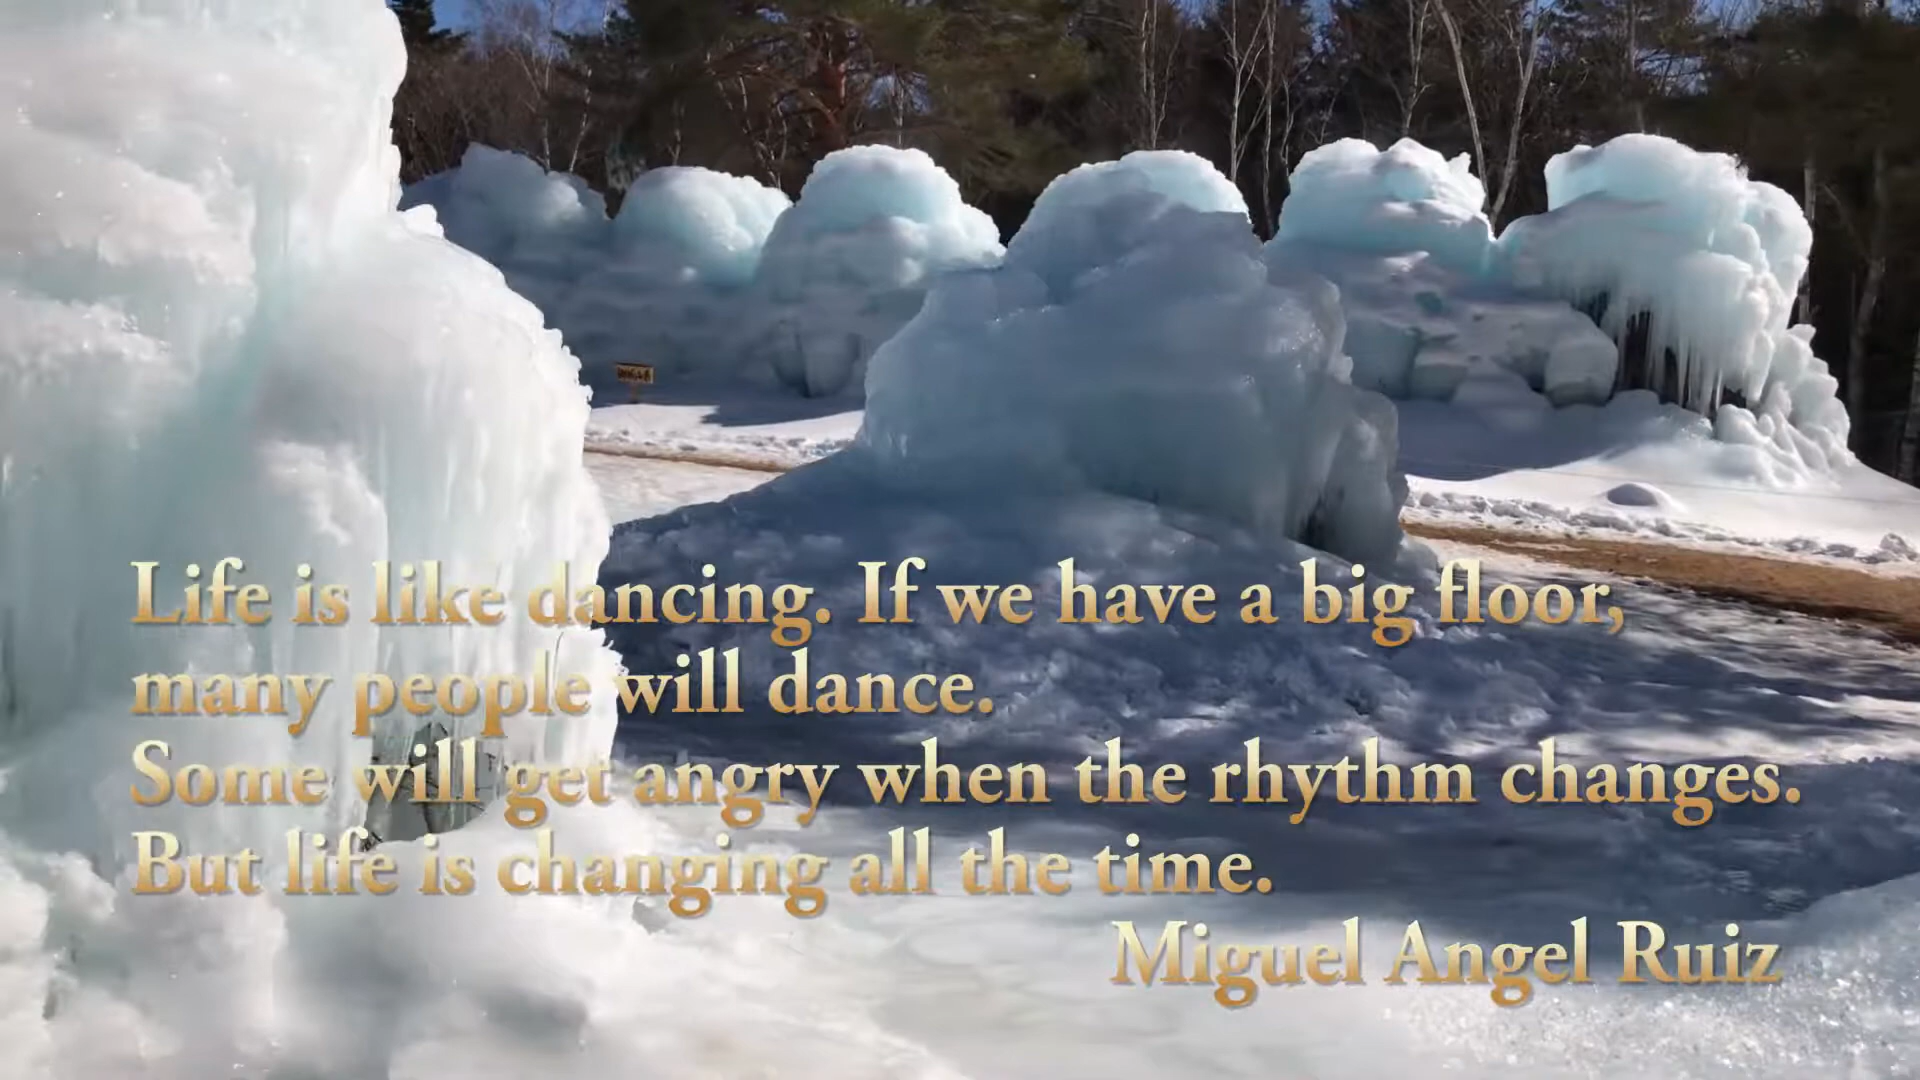 Life is like dancing. If we have a big floor,
many people will dance.
Some will get angry when the rhythm changes.
But life is changing all the time.
Miguel Angel Ruiz